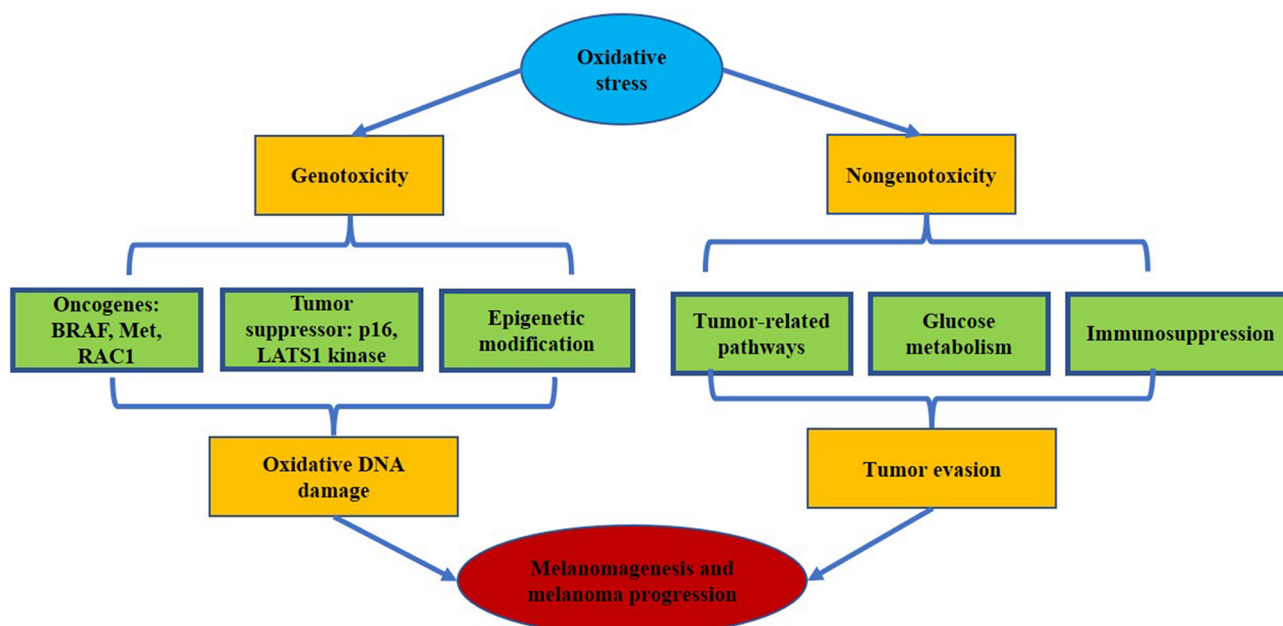 Oxidative
stress
Genotoxicity
Nongenotoxicity
Oncogenes:
BRAF, Met,
RAC1
Tumor
suppressor: p16,
LATS1 kinase
Epigenetic
modification
Tumor-related
pathways
Glucose
metabolism
Immunosuppression
Oxidative DNA
damage
Tumor evasion
Melanomagenesis and
melanoma progression